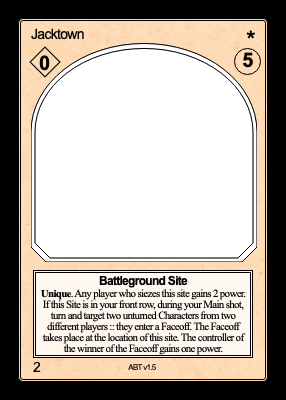 Jacktown
*
0
5
Battleground Site
Unique. Any player who siezes this site gains 2 power.
If this Site is in your front row, during your Main shot,
turn and target two unturned Characters from two
different players :: they enter a Faceoff. The Faceoff
takes place at the location of this site. The controller of
the winner of the Faceoff gains one power.
2
ABT v1.5